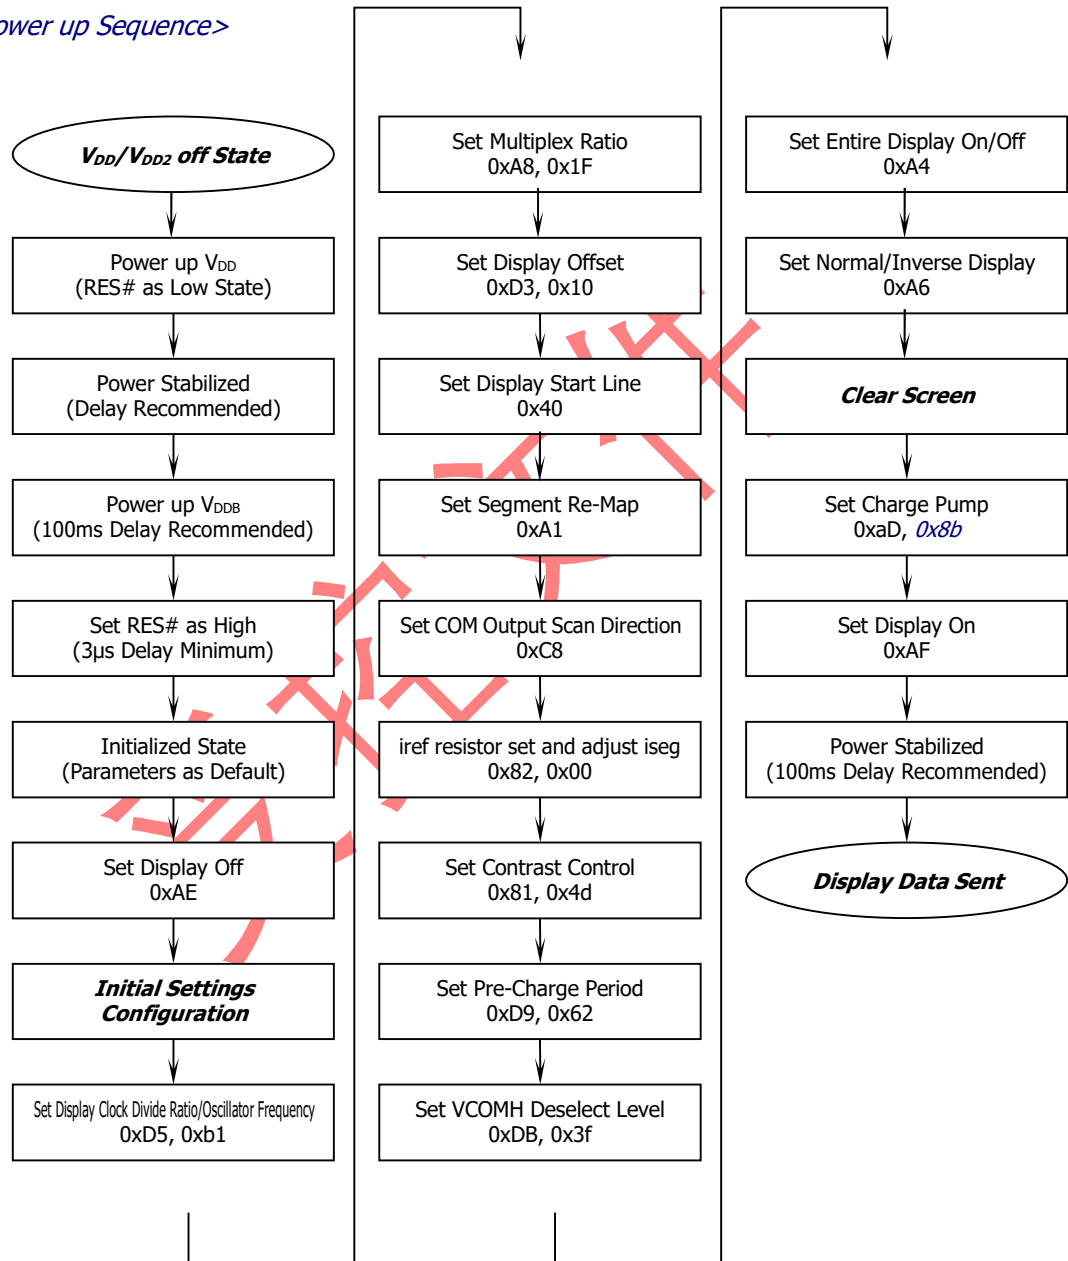 ower up Sequence>
VDD/VDD2 off State
Power up VDD
(RES# as Low State)
Power Stabilized
(Delay Recommended)
Power up VDDB
(100ms Delay Recommended)
Set RES# as High
(3µs Delay Minimum)
Initialized State
(Parameters as Default)
Set Display Off
0xAE
Initial Settings
Configuration
Set Display Clock Divide Ratio/Oscillator Frequency
0xD5, 0xb1
Set Multiplex Ratio
0xA8, 0x1F
Set Display Offset
0xD3, 0x10
Set Display Start Line
0x40
Set Segment Re-Map
0xA1
Set COM Output Scan Direction
0xC8
iref resistor set and adjust iseg
0x82, 0x00
Set Contrast Control
0x81, 0x4d
Set Pre-Charge Period
0xD9, 0x62
Set VCOMH Deselect Level
0xDB, 0x3f
Set Entire Display On/Off
0xA4
Set Normal/Inverse Display
0xA6
Clear Screen
Set Charge Pump
0xaD, 0x8b
Set Display On
0xAF
Power Stabilized
(100ms Delay Recommended)
Display Data Sent